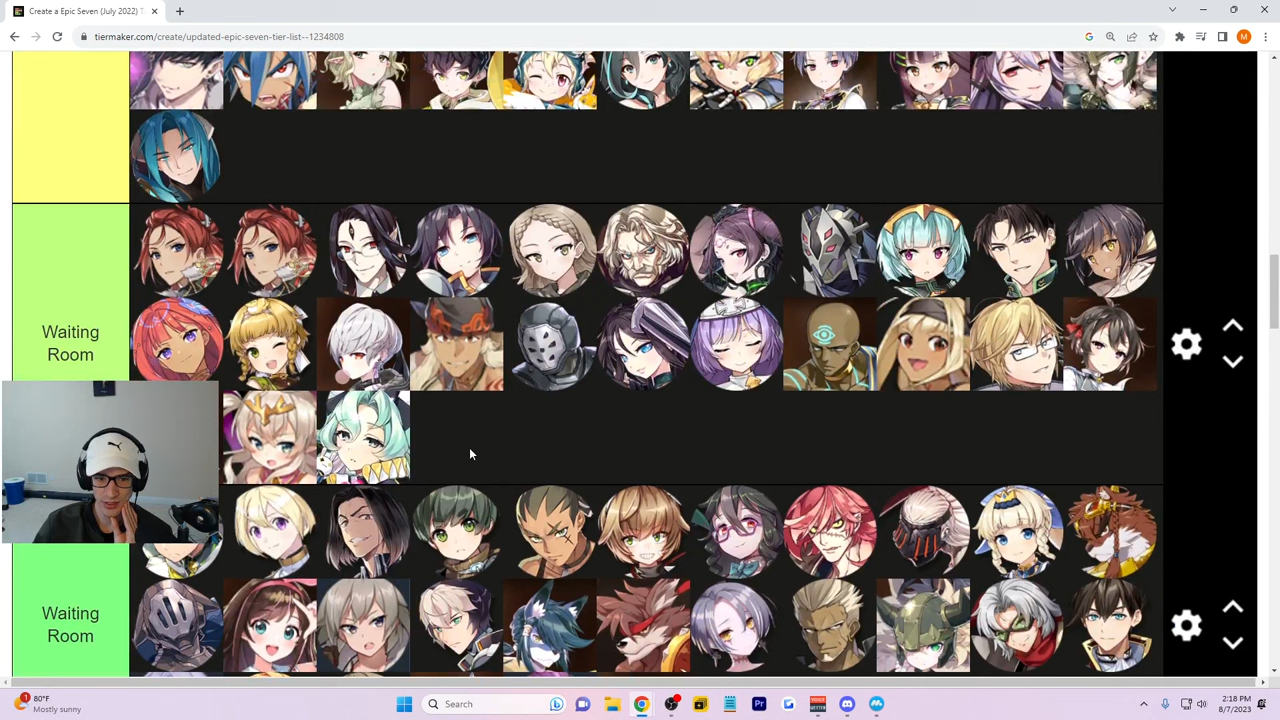 Create a Epic Seven (July 2022) T
tiermaker.com/create/updated-epic-seven-tier-list--1234808
Waiting
Room
Waiting
Room
80°F
Mostly sunny
Search
2:18 PM
8/7/2023